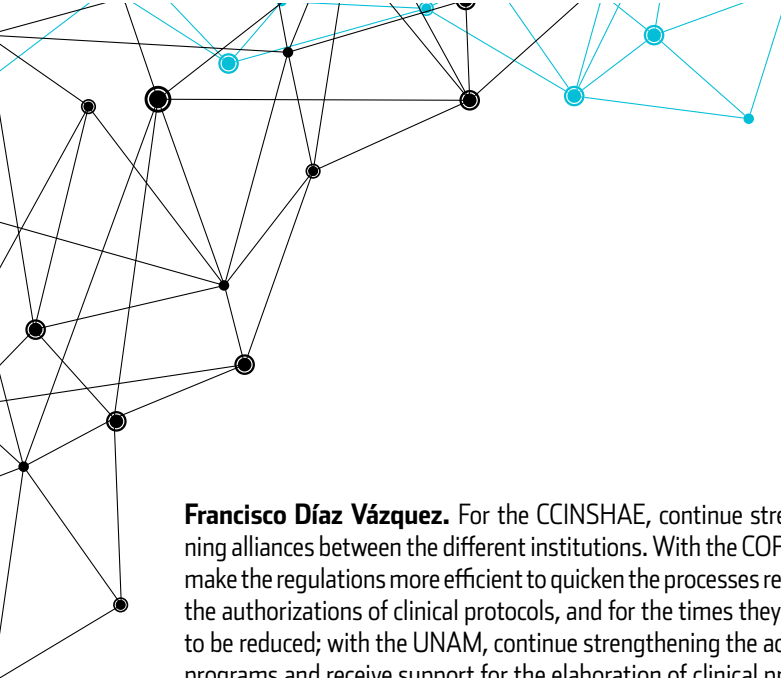 Francisco Díaz Vázquez. For the CCINSHAE, continue
ning alliances between the different institutions. With the
make the regulations more efficient to quicken the processes
the authorizations of clinical protocols, and for the times they
to be reduced; with the UNAM, continue strengthening the
programs and receive support for the elaboration of clinical